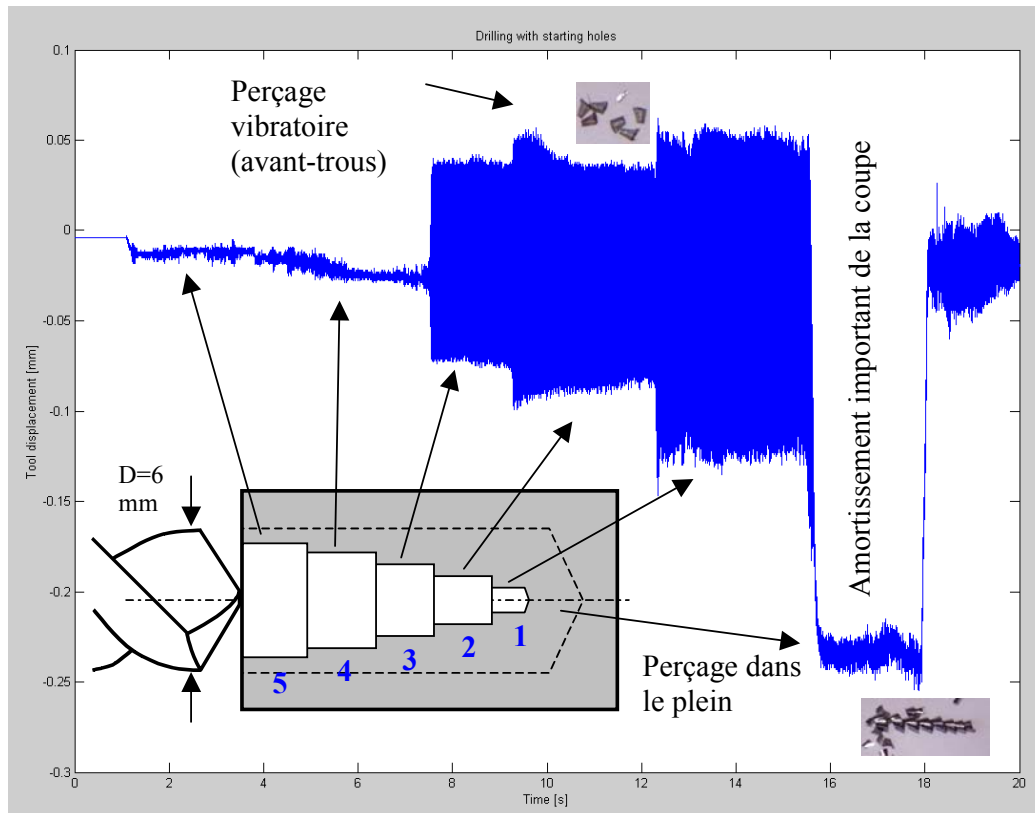 Drilling with starting holes
0.1
0.05
0
-0.05
-0.1
-0.15
-0.2
-0.25
-0.3
Tool displacement [mm]
Perçage
vibratoire
(avant-trous)
Amortissement important de la coupe
D=6
mm
5
4
3
2
1
Perçage dans
le plein
0
2
4
6
8
10
12
14
16
18
20
Time [s]